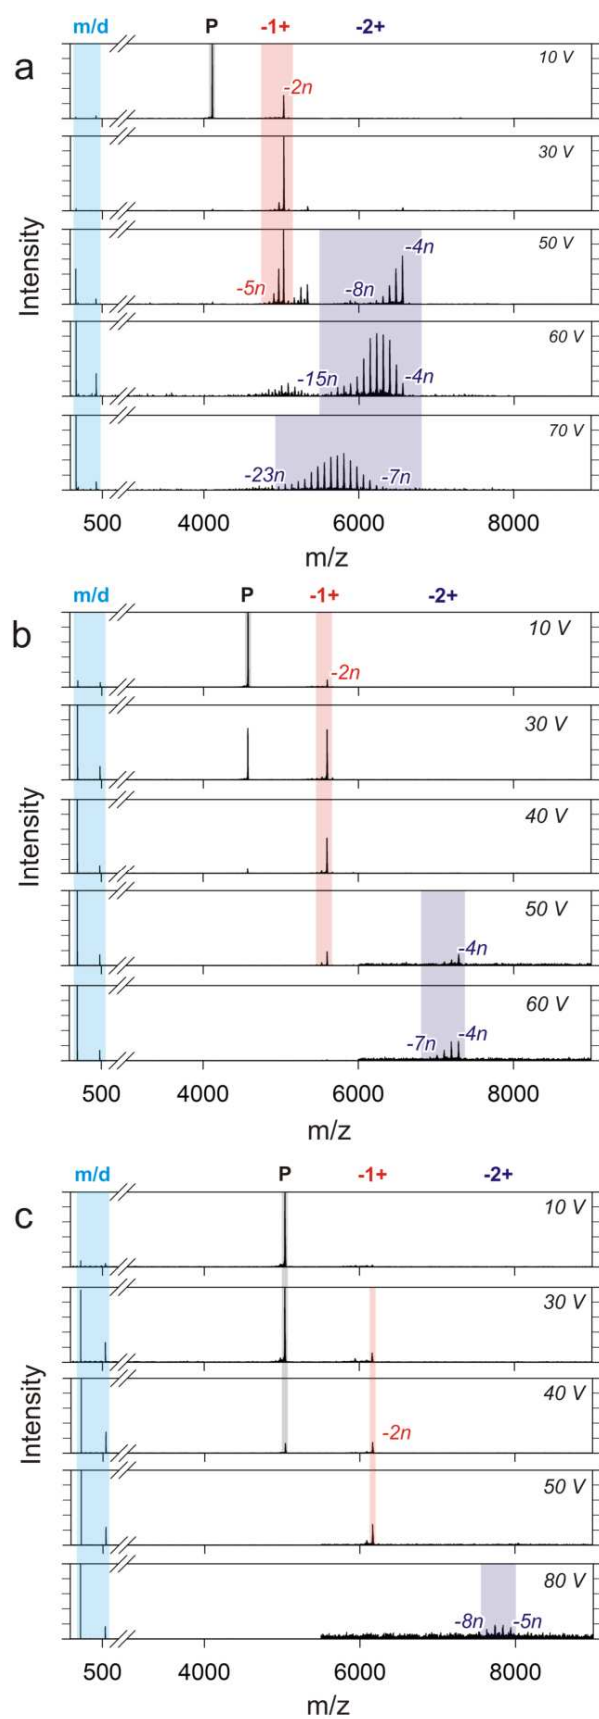 m/d P -1+ -2+
a
10 V
-2n
30 V
50 V
-4n
-5n
-8n
60 V
-15n
-4n
70 V
-23n
-7n
Intensity
500 4000 6000 8000
m/z
m/d P -1+ -2+
b
10 V
-2n
30 V
40 V
50 V
-4n
60 V
-7n
-4n
Intensity
500 4000 6000 8000
m/z
m/d P -1+ -2+
c
10 V
30 V
40 V
-2n
50 V
80 V
-8n
-5n
Intensity
500 4000 6000 8000
m/z